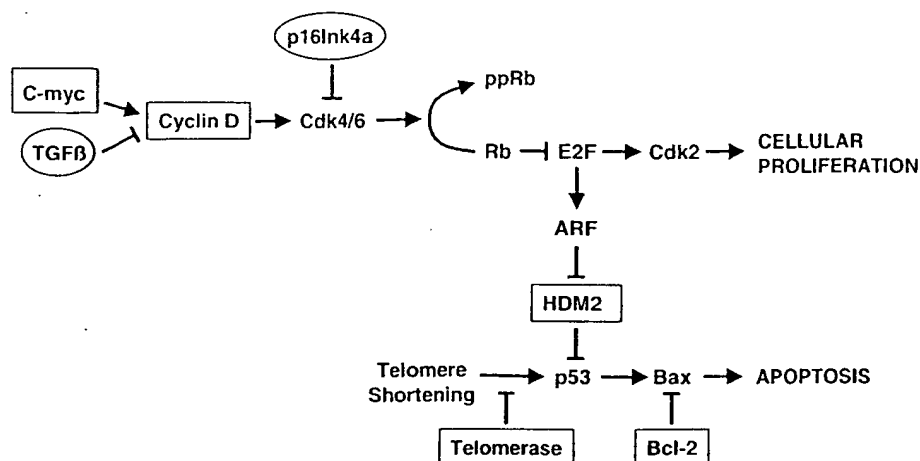 p16Ink4a
C-myc
TGFß
Cyclin D
Cdk4/6
ppRb
Rb
E2F
Cdk2
CELLULAR
PROLIFERATION
ARF
HDM2
Telomere
Shortening
p53
Bax
APOPTOSIS
Telomerase
Bcl-2